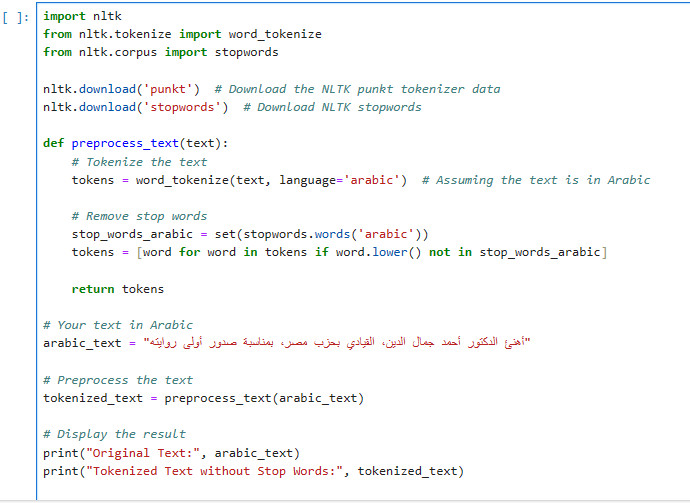 [ ]: import nltk
from nltk.tokenize import word_tokenize
from nltk.corpus import stopwords

nltk.download('punkt')  # Download the NLTK punkt tokenizer data
nltk.download('stopwords')  # Download NLTK stopwords

def preprocess_text(text):
    # Tokenize the text
    tokens = word_tokenize(text, language='arabic')  # Assuming the text is in Arabic

    # Remove stop words
    stop_words_arabic = set(stopwords.words('arabic'))
    tokens = [word for word in tokens if word.lower() not in stop_words_arabic]

    return tokens

# Your text in Arabic
arabic_text = "أهنئ الدكتور أحمد جمال الدين، القيادي بحزب مصر، بمناسبة صدور أولى روايته"

# Preprocess the text
tokenized_text = preprocess_text(arabic_text)

# Display the result
print("Original Text:", arabic_text)
print("Tokenized Text without Stop Words:", tokenized_text)